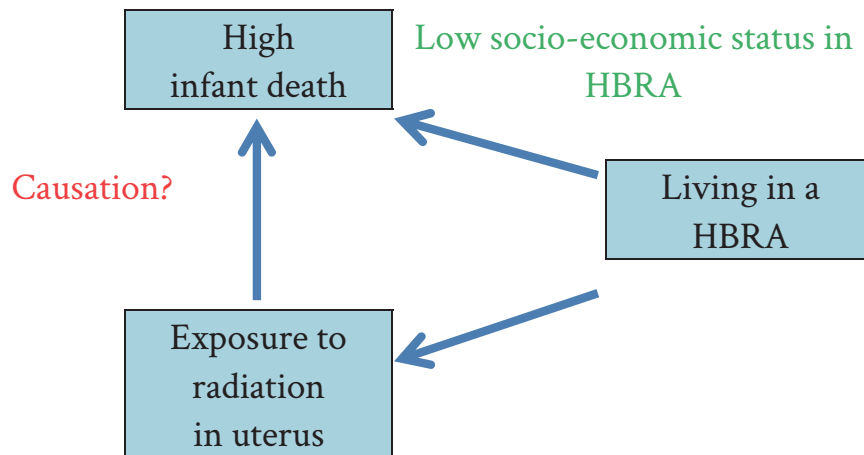 High
infant death
Low socio-economic status in
HBRA
Causation?
Living in a
HBRA
Exposure to
radiation
in uterus